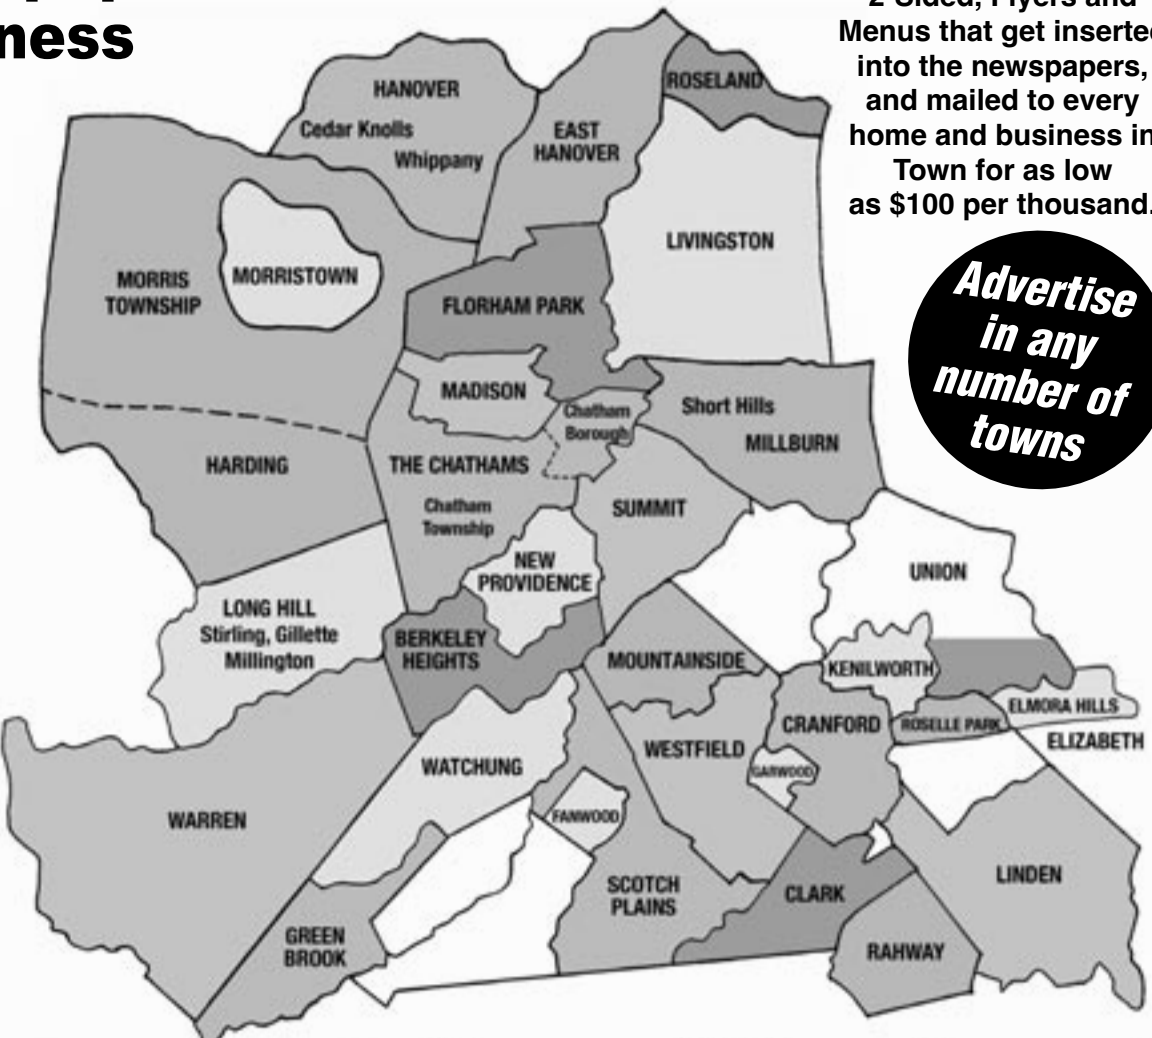 ness
2-Sided, Flyers and
Menus that get inserted
into the newspapers,
and mailed to every
home and business in
Town for as low
as $100 per thousand.
Advertise
in any
number of
towns
HANOVER
Cedar Knolls
Whippany
EAST
HANOVER
ROSELAND
LIVINGSTON
MORRIS
TOWNSHIP
MORRISTOWN
FLORHAM PARK
MADISON
Chatham
Borough
Short Hills
MILLBURN
HARDING
THE CHATHAMS
Chatham
Township
SUMMIT
NEW
PROVIDENCE
UNION
LONG HILL
Stirling, Gillette
Millington
BERKELEY
HEIGHTS
MOUNTAINSIDE
KENILWORTH
ELMORA HILLS
CRANFORD
ROSELLE PARK
ELIZABETH
WESTFIELD
GARWOOD
WATCHUNG
WARREN
FANWOOD
SCOTCH
PLAINS
CLARK
LINDEN
GREEN
BROOK
RAHWAY